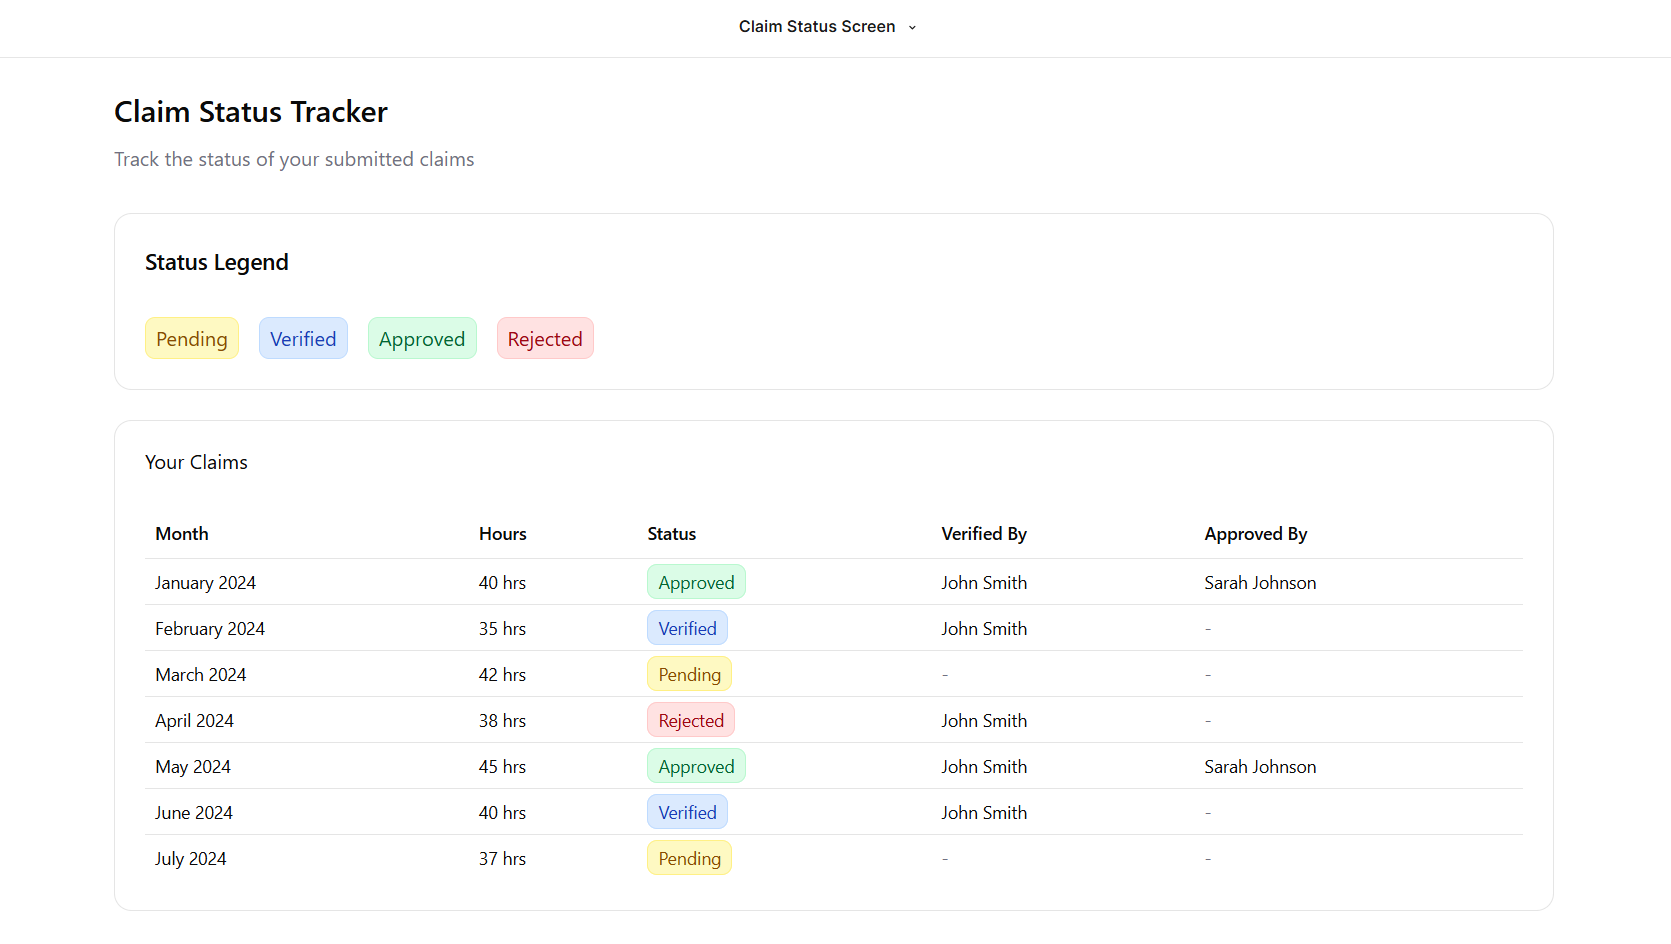 Claim Status Screen
Claim Status Tracker
Track the status of your submitted claims
Status Legend
Pending Verified Approved Rejected
Your Claims
Month Hours Status Verified By Approved By
January 2024 40 hrs Approved John Smith Sarah Johnson
February 2024 35 hrs Verified John Smith -
March 2024 42 hrs Pending - -
April 2024 38 hrs Rejected John Smith -
May 2024 45 hrs Approved John Smith Sarah Johnson
June 2024 40 hrs Verified John Smith -
July 2024 37 hrs Pending - -